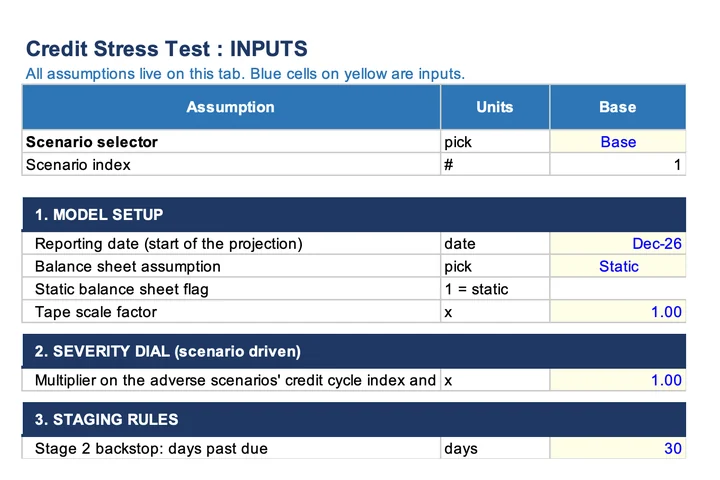 Credit Stress Test : INPUTS
All assumptions live on this tab. Blue cells on yellow are inputs.
Assumption Units Base
Scenario selector pick Base
Scenario index # 1
1. MODEL SETUP
Reporting date (start of the projection) date Dec-26
Balance sheet assumption pick Static
Static balance sheet flag 1 = static
Tape scale factor x 1.00
2. SEVERITY DIAL (scenario driven)
Multiplier on the adverse scenarios' credit cycle index and x 1.00
3. STAGING RULES
Stage 2 backstop: days past due days 30